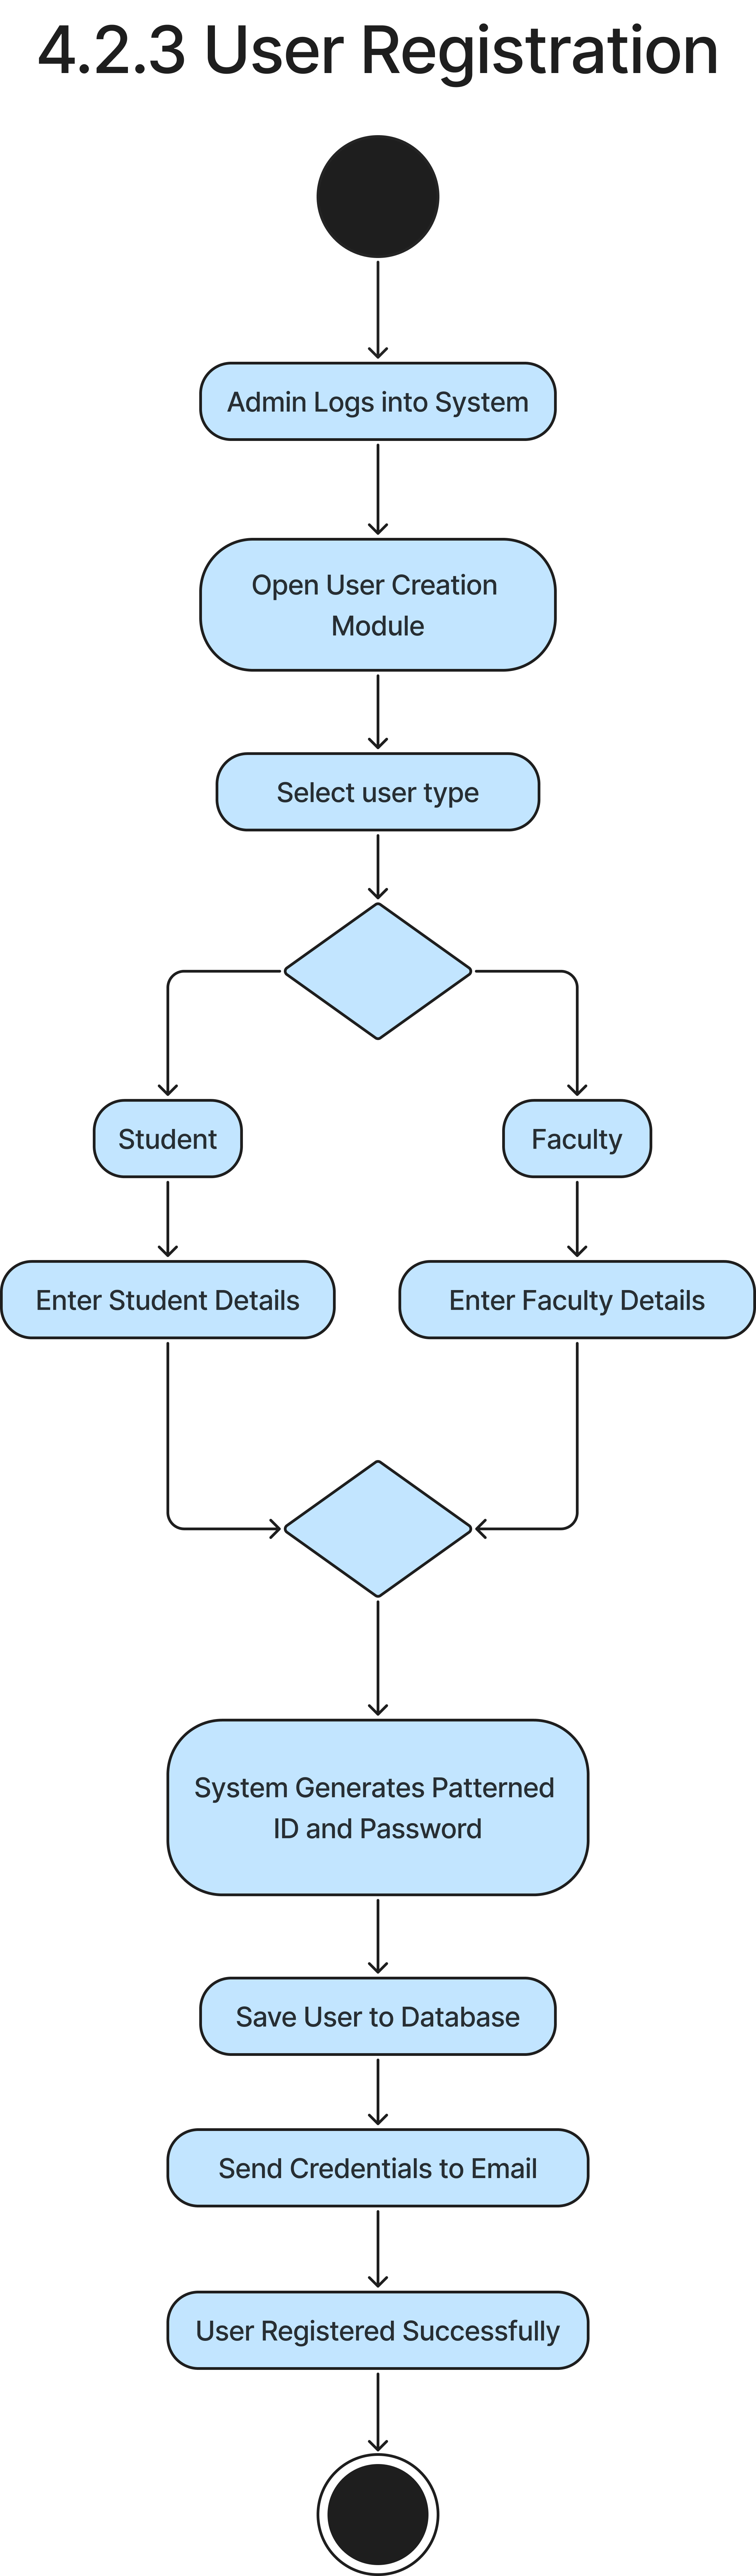 4.2.3 User Registration
Admin Logs into System
Open User Creation
Module
Select user type
Student
Faculty
Enter Student Details
Enter Faculty Details
System Generates Patterned
ID and Password
Save User to Database
Send Credentials to Email
User Registered Successfully